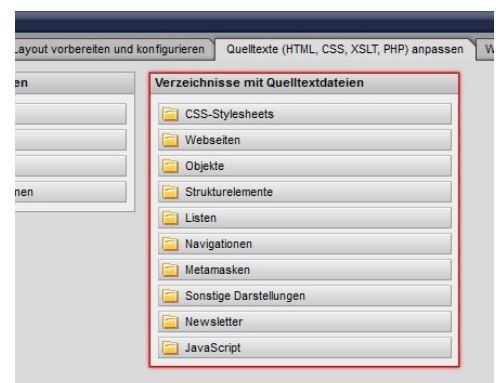 Layout vorbereiten und konfigurieren Quelltexte (HTML, CSS, XSLT, PHP) anpassen W
en Verzeichnisse mit Quelltextdateien
CSS-Stylesheets
Webseiten
Objekte
nen Strukturelemente
Listen
Navigationen
Metamasken
Sonstige Darstellungen
Newsletter
JavaScript